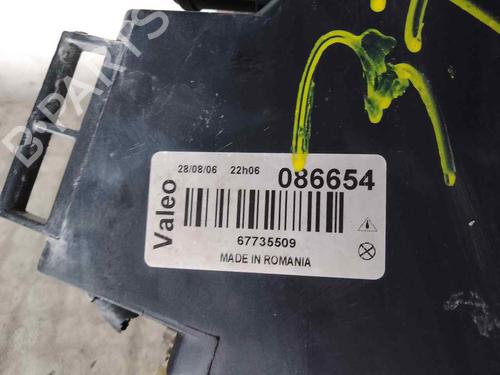 B-PARTS
Valeo
28/08/06 22h06 086654
67735509
MADE IN ROMANIA